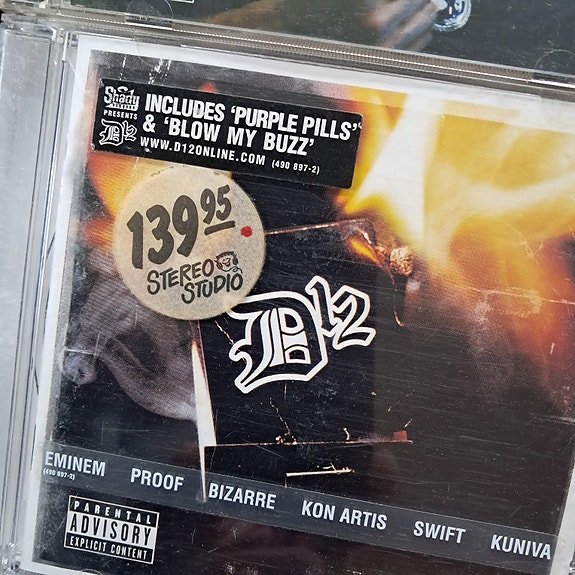 Shady
RECORDS
PRESENTS
D12
INCLUDES 'PURPLE PILLS'
& 'BLOW MY BUZZ'
WWW.D12ONLINE.COM (490 897-2)
139 95
STEREO
STUDIO
D12
EMINEM PROOF BIZARRE KON ARTIS SWIFT KUNIVA
(490 897-2)
PARENTAL
ADVISORY
EXPLICIT CONTENT